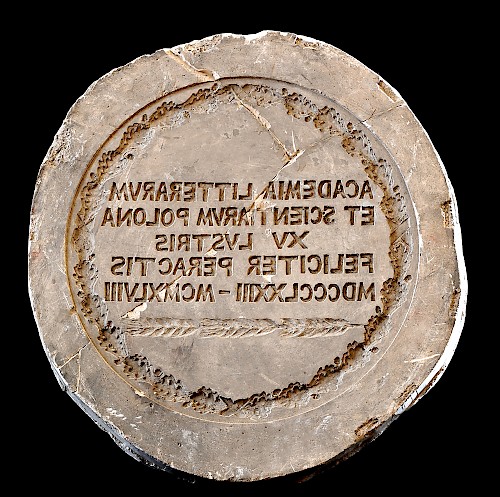 ACADEMIA LITTERARVM
ET SCIENTIARVM POLONA
XV LVSTRIS
FELICITER PERACTIS
MDCCCLXXIII - MCMXLVIII